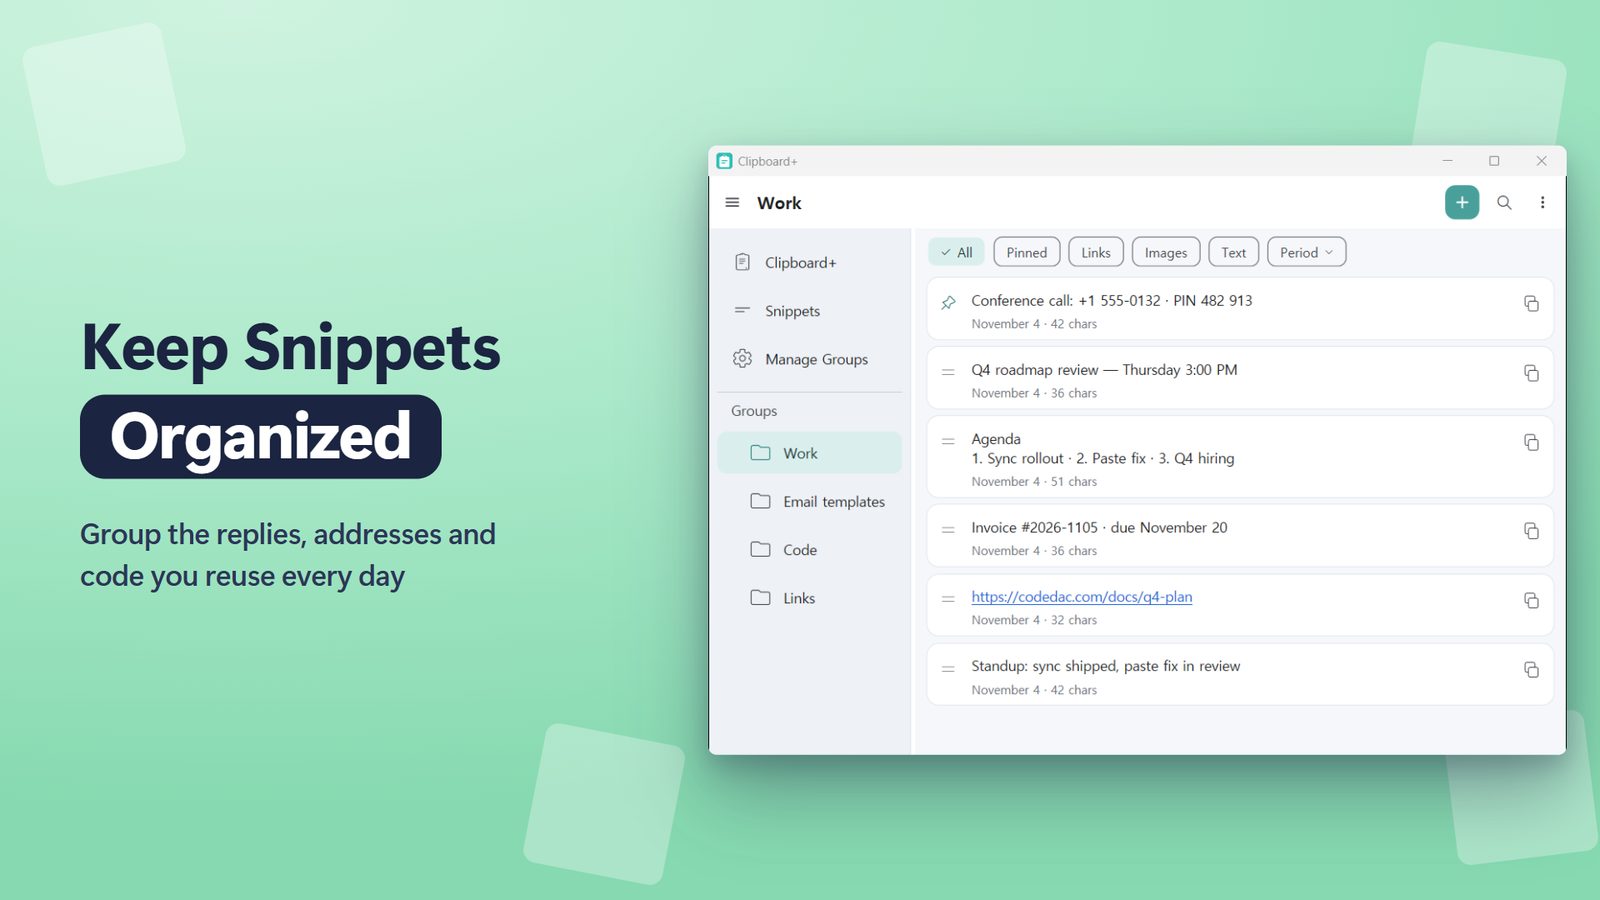 Keep Snippets
Organized
Group the replies, addresses and
code you reuse every day
Clipboard+
Work
Clipboard+
Snippets
Manage Groups
Groups
Work
Email templates
Code
Links
All
Pinned
Links
Images
Text
Period
Conference call: +1 555-0132 · PIN 482 913
November 4 · 42 chars
Q4 roadmap review — Thursday 3:00 PM
November 4 · 36 chars
Agenda
1. Sync rollout · 2. Paste fix · 3. Q4 hiring
November 4 · 51 chars
Invoice #2026-1105 · due November 20
November 4 · 36 chars
https://codedac.com/docs/q4-plan
November 4 · 32 chars
Standup: sync shipped, paste fix in review
November 4 · 42 chars